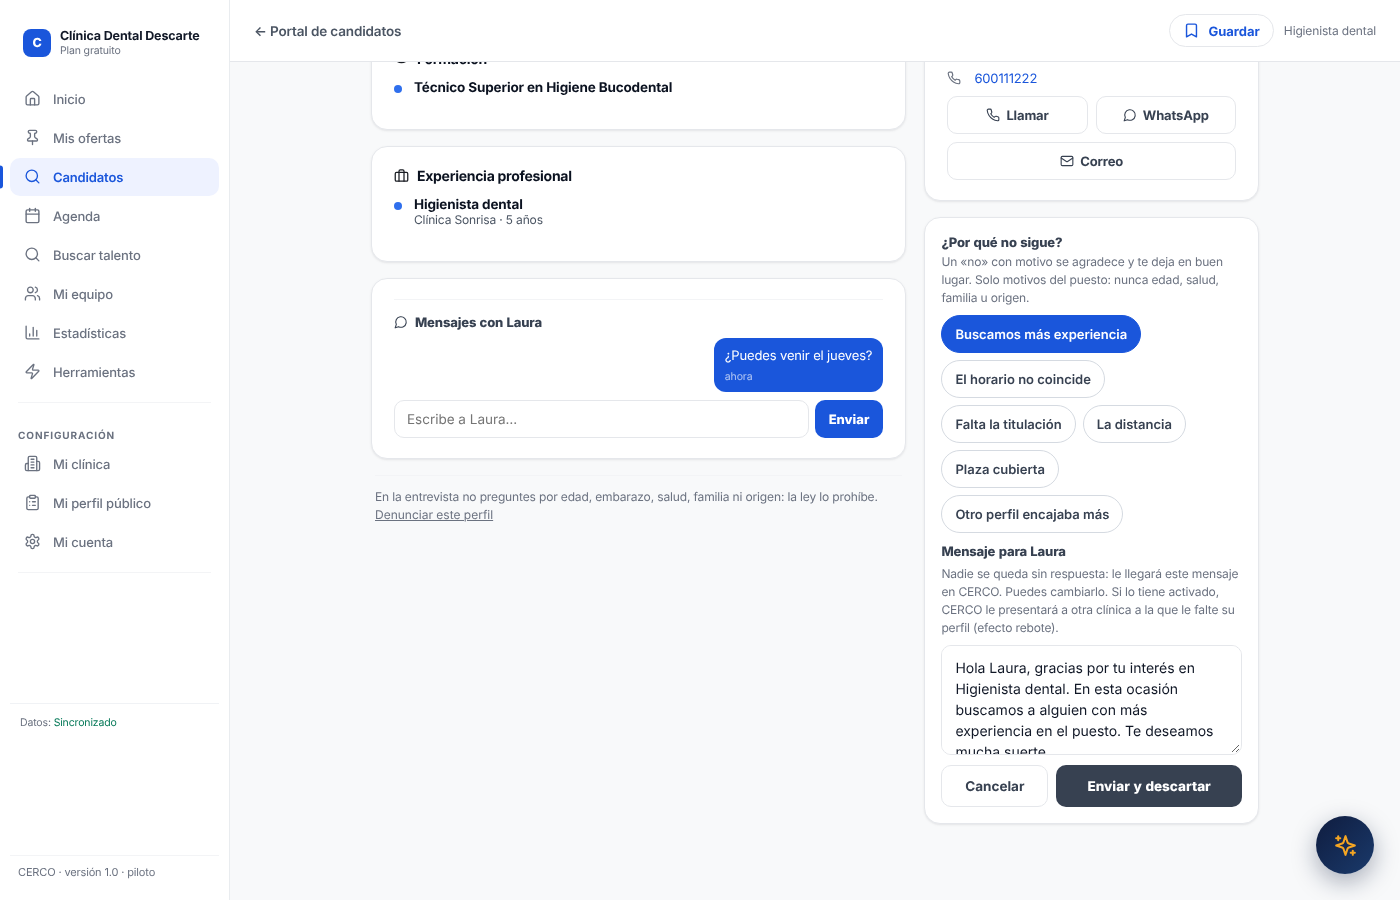 C
Clínica Dental Descarte
Plan gratuito
Inicio
Mis ofertas
Candidatos
Agenda
Buscar talento
Mi equipo
Estadísticas
Herramientas
CONFIGURACIÓN
Mi clínica
Mi perfil público
Mi cuenta
Datos: Sincronizado
CERCO · versión 1.0 · piloto
← Portal de candidatos
Guardar
Higienista dental
Formación
Técnico Superior en Higiene Bucodental
Experiencia profesional
Higienista dental
Clínica Sonrisa · 5 años
Mensajes con Laura
¿Puedes venir el jueves?
ahora
Escribe a Laura...
Enviar
En la entrevista no preguntes por edad, embarazo, salud, familia ni origen: la ley lo prohíbe.
Denunciar este perfil
600111222
Llamar
WhatsApp
Correo
¿Por qué no sigue?
Un «no» con motivo se agradece y te deja en buen
lugar. Solo motivos del puesto: nunca edad, salud,
familia u origen.
Buscamos más experiencia
El horario no coincide
Falta la titulación
La distancia
Plaza cubierta
Otro perfil encajaba más
Mensaje para Laura
Nadie se queda sin respuesta: le llegará este mensaje
en CERCO. Puedes cambiarlo. Si lo tiene activado,
CERCO le presentará a otra clínica a la que le falte su
perfil (efecto rebote).
Hola Laura, gracias por tu interés en
Higienista dental. En esta ocasión
buscamos a alguien con más
experiencia en el puesto. Te deseamos
mucha suerte
Cancelar
Enviar y descartar